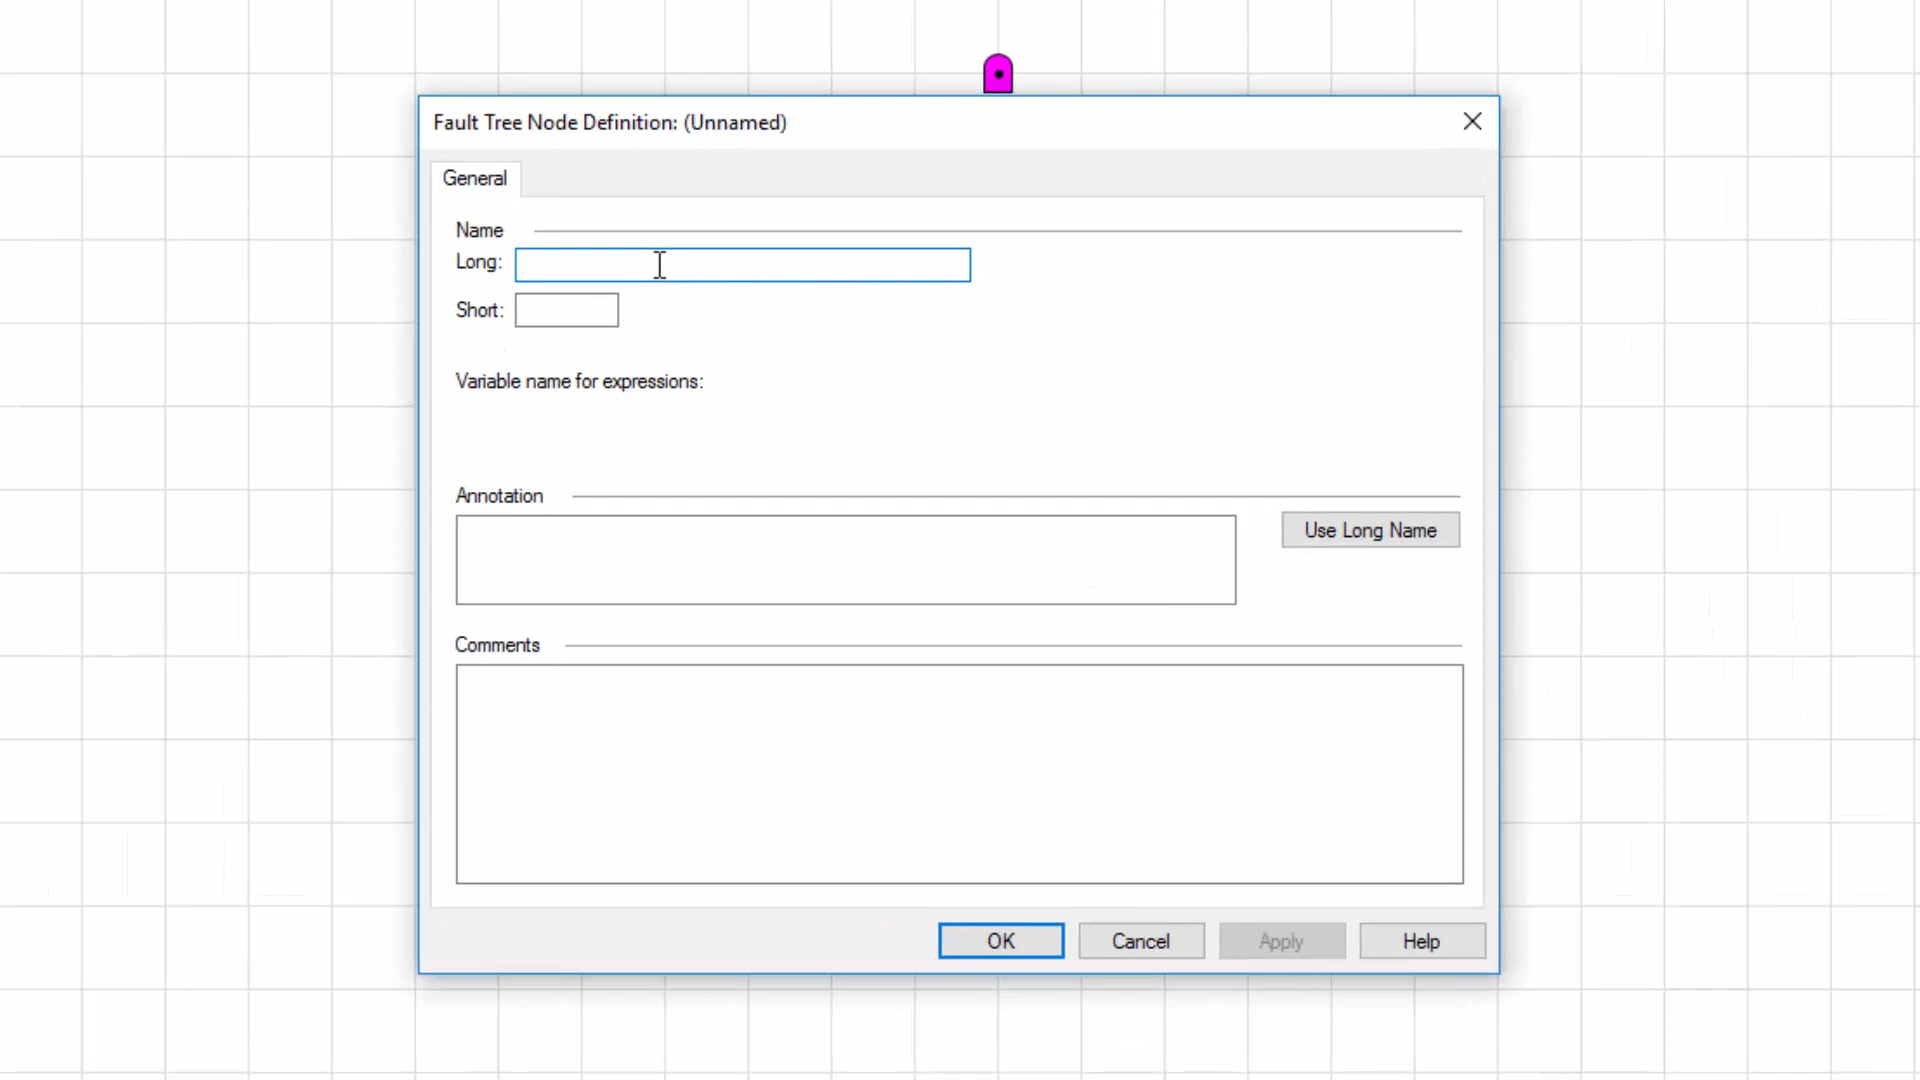 Fault Tree Node Definition: (Unnamed)
General
Name
Long:
Short:
Variable name for expressions:
Annotation
Use Long Name
Comments
OK Cancel Apply Help